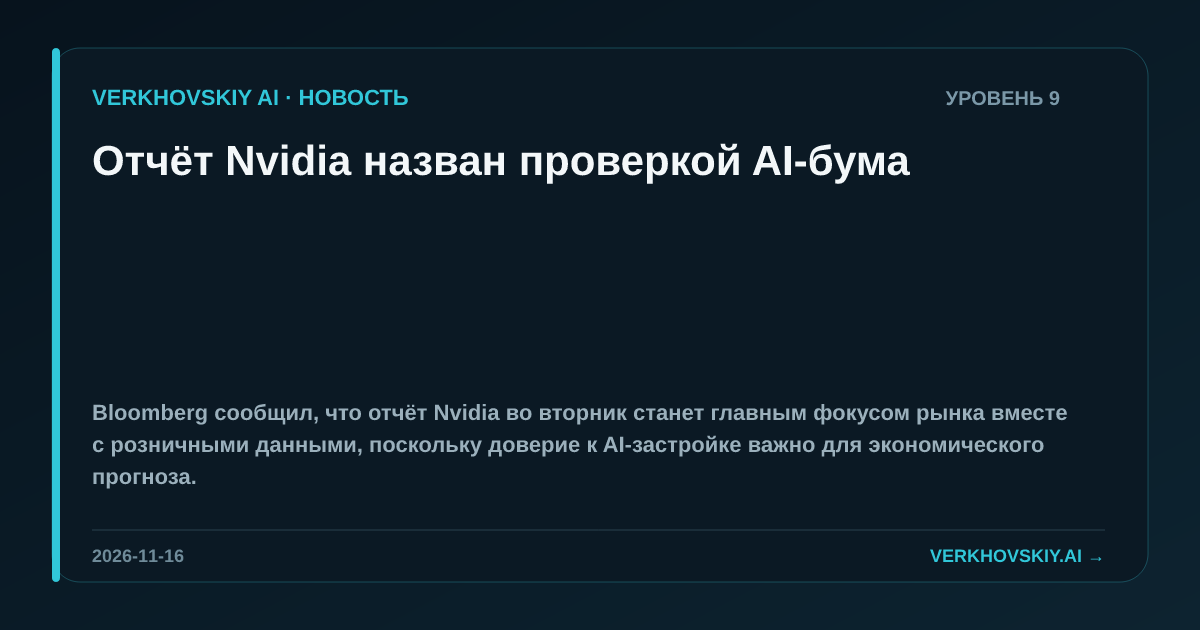 VERKHOVSKIY AI · НОВОСТЬ
УРОВЕНЬ 9
Отчёт Nvidia назван проверкой AI-бума
Bloomberg сообщил, что отчёт Nvidia во вторник станет главным фокусом рынка вместе
с розничными данными, поскольку доверие к AI-застройке важно для экономического
прогноза.
2026-11-16
VERKHOVSKIY.AI →